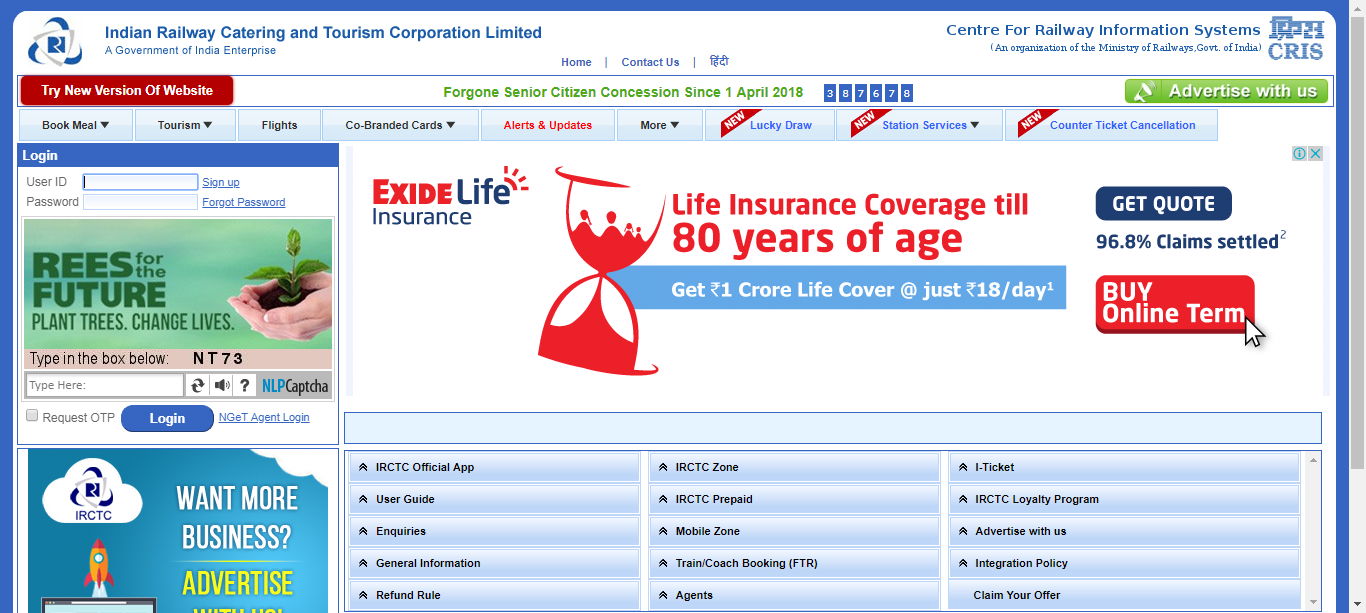 Indian Railway Catering and Tourism Corporation Limited
A Government of India Enterprise
Centre For Railway Information Systems
(An organization of the Ministry of Railways,Govt. of India)
CRIS
Home | Contact Us | हिंदी
Try New Version Of Website
Forgone Senior Citizen Concession Since 1 April 2018 3 8 7 6 7 8
Advertise with us
Book Meal
Tourism
Flights
Co-Branded Cards
Alerts & Updates
More
NEW Lucky Draw
NEW Station Services
NEW Counter Ticket Cancellation
Login
User ID
Sign up
Password
Forgot Password
REES for the
FUTURE
PLANT TREES. CHANGE LIVES.
Type in the box below: NT73
Type Here:
? NLPCaptcha
Request OTP
Login
NGeT Agent Login
EXIDE Life
Insurance
Life Insurance Coverage till
80 years of age
Get ₹1 Crore Life Cover @ just ₹18/day¹
GET QUOTE
96.8% Claims settled²
BUY
Online Term
IRCTC
WANT MORE
BUSINESS?
ADVERTISE
WITH US!
IRCTC Official App
IRCTC Zone
I-Ticket
User Guide
IRCTC Prepaid
IRCTC Loyalty Program
Enquiries
Mobile Zone
Advertise with us
General Information
Train/Coach Booking (FTR)
Integration Policy
Refund Rule
Agents
Claim Your Offer